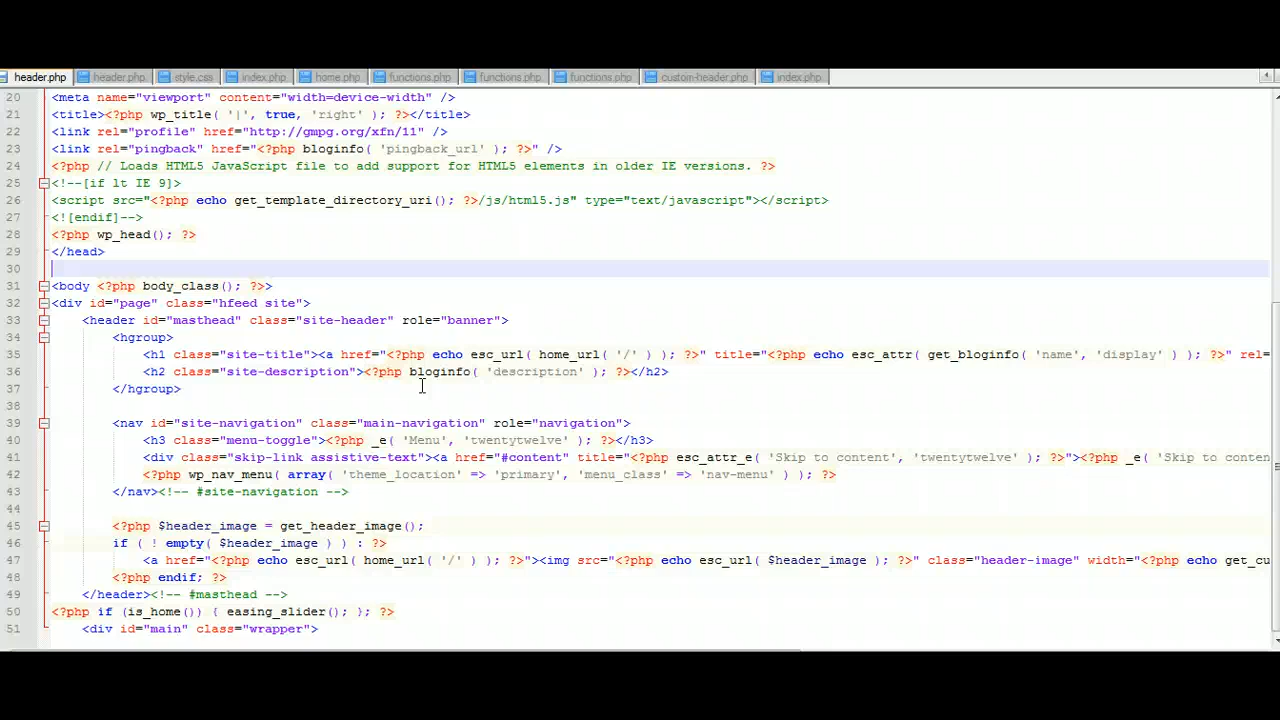 header.php header.php style.css index.php home.php functions.php functions.php functions.php custom-header.php index.php
20 <meta name="viewport" content="width=device-width" />
21 <title><?php wp_title( '|', true, 'right' ); ?></title>
22 <link rel="profile" href="http://gmpg.org/xfn/11" />
23 <link rel="pingback" href="<?php bloginfo( 'pingback_url' ); ?>" />
24 <?php // Loads HTML5 JavaScript file to add support for HTML5 elements in older IE versions. ?>
25 <!--[if lt IE 9]>
26 <script src="<?php echo get_template_directory_uri(); ?>/js/html5.js" type="text/javascript"></script>
27 <![endif]-->
28 <?php wp_head(); ?>
29 </head>
30
31 <body <?php body_class(); ?>>
32 <div id="page" class="hfeed site">
33 <header id="masthead" class="site-header" role="banner">
34 <hgroup>
35 <h1 class="site-title"><a href="<?php echo esc_url( home_url( '/' ) ); ?>" title="<?php echo esc_attr( get_bloginfo( 'name', 'display' ) ); ?>" rel=
36 <h2 class="site-description"><?php bloginfo( 'description' ); ?></h2>
37 </hgroup>
38
39 <nav id="site-navigation" class="main-navigation" role="navigation">
40 <h3 class="menu-toggle"><?php _e( 'Menu', 'twentytwelve' ); ?></h3>
41 <div class="skip-link assistive-text"><a href="#content" title="<?php esc_attr_e( 'Skip to content', 'twentytwelve' ); ?>"><?php _e( 'Skip to conten
42 <?php wp_nav_menu( array( 'theme_location' => 'primary', 'menu_class' => 'nav-menu' ) ); ?>
43 </nav><!-- #site-navigation -->
44
45 <?php $header_image = get_header_image();
46 if ( ! empty( $header_image ) ) : ?>
47 <a href="<?php echo esc_url( home_url( '/' ) ); ?>"><img src="<?php echo esc_url( $header_image ); ?>" class="header-image" width="<?php echo get_cu
48 <?php endif; ?>
49 </header><!-- #masthead -->
50 <?php if (is_home()) { easing_slider(); }; ?>
51 <div id="main" class="wrapper">